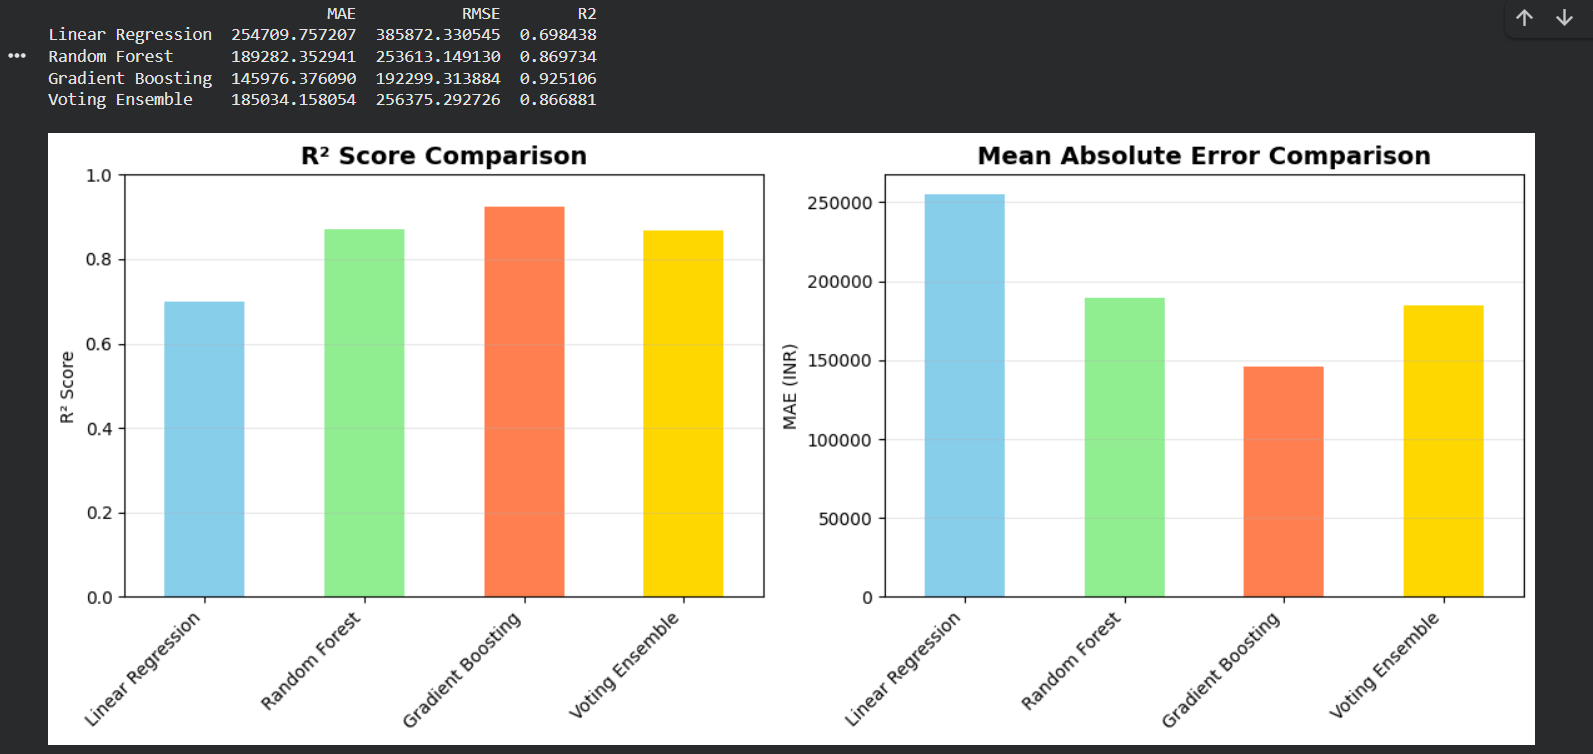 MAE RMSE R2
Linear Regression 254709.757207 385872.330545 0.698438
Random Forest 189282.352941 253613.149130 0.869734
Gradient Boosting 145976.376090 192299.313884 0.925106
Voting Ensemble 185034.158054 256375.292726 0.866881
R² Score Comparison
1.0
0.8
0.6
0.4
0.2
0.0
R² Score
Linear Regression
Random Forest
Gradient Boosting
Voting Ensemble
Mean Absolute Error Comparison
250000
200000
150000
100000
50000
0
MAE (INR)
Linear Regression
Random Forest
Gradient Boosting
Voting Ensemble